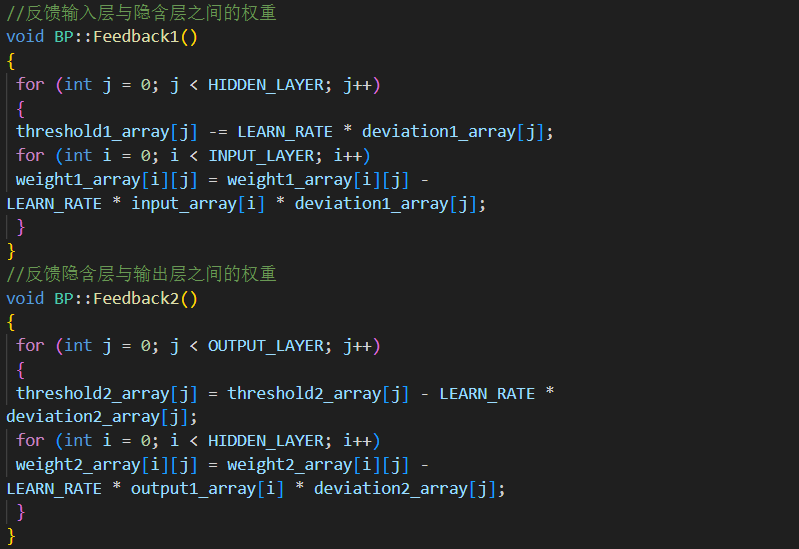 //反馈输入层与隐含层之间的权重
void BP::Feedback1()
{
for (int j = 0; j < HIDDEN_LAYER; j++)
{
threshold1_array[j] -= LEARN_RATE * deviation1_array[j];
for (int i = 0; i < INPUT_LAYER; i++)
weight1_array[i][j] = weight1_array[i][j] -
LEARN_RATE * input_array[i] * deviation1_array[j];
}
}
//反馈隐含层与输出层之间的权重
void BP::Feedback2()
{
for (int j = 0; j < OUTPUT_LAYER; j++)
{
threshold2_array[j] = threshold2_array[j] - LEARN_RATE *
deviation2_array[j];
for (int i = 0; i < HIDDEN_LAYER; i++)
weight2_array[i][j] = weight2_array[i][j] -
LEARN_RATE * output1_array[i] * deviation2_array[j];
}
}